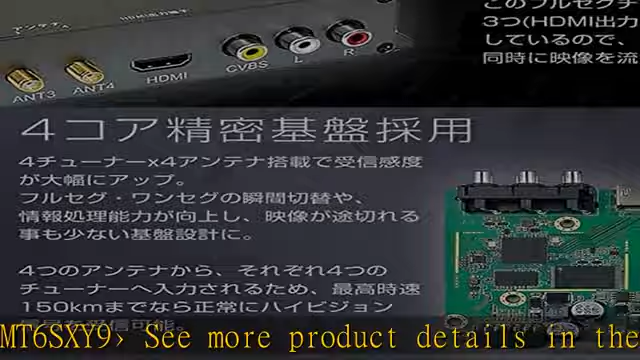 このフルセグチ
3つ(HDMI出力
しているので、
同時に映像を流
ANT3
ANT4
HDMI
CVBS
L
R
4コア精密基盤採用
4チューナーx4アンテナ搭載で受信感度
が大幅にアップ。
フルセグ・ワンセグの瞬間切替や、
情報処理能力が向上し、映像が途切れる
事も少ない基盤設計に。
4つのアンテナから、それぞれ4つの
チューナーへ入力されるため、最高時速
150kmまでなら正常にハイビジョン
MT6SXY9› See more product details in the